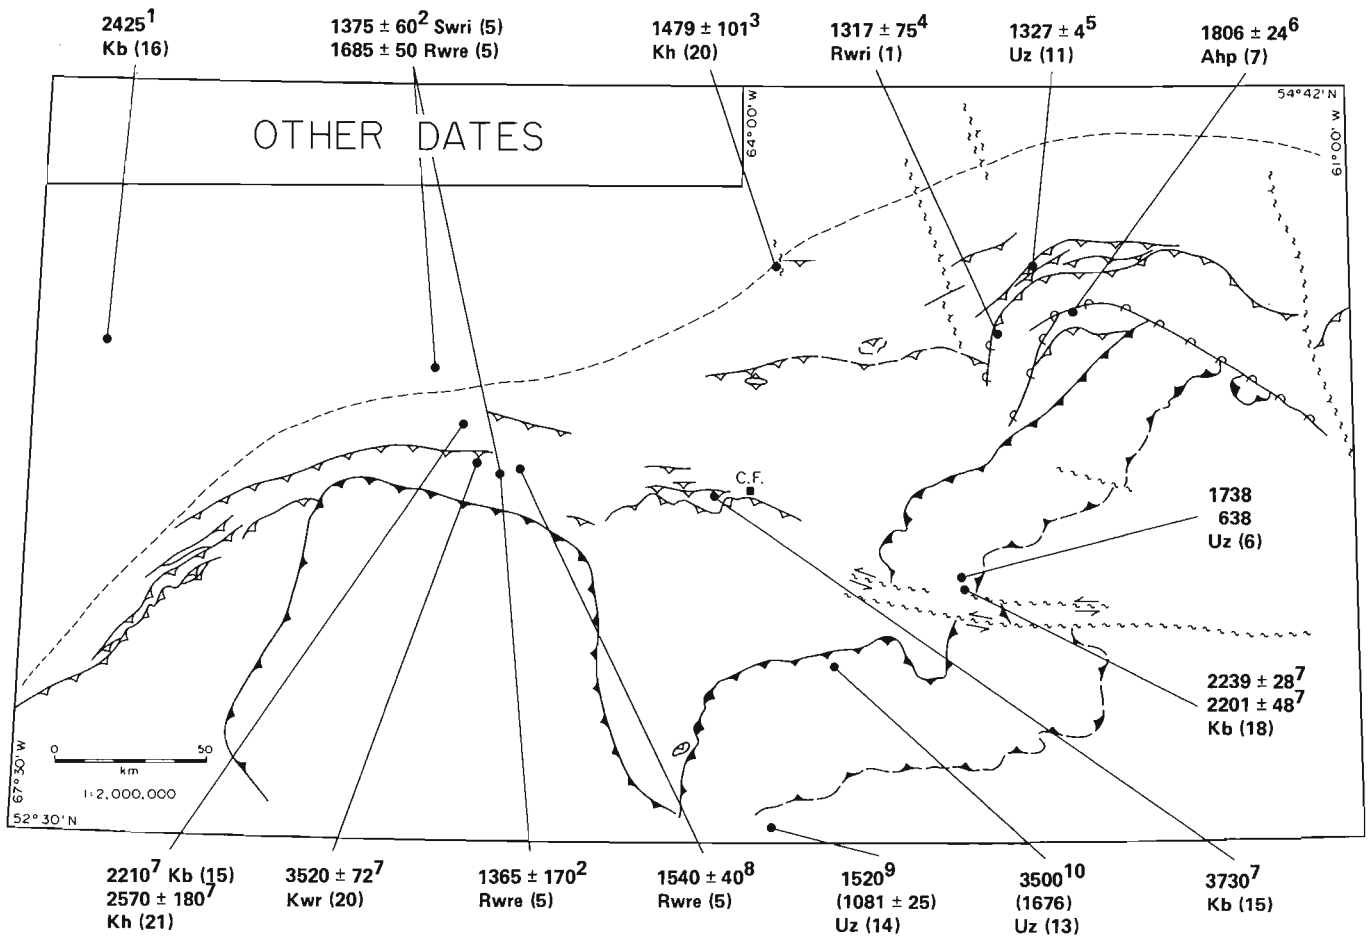 2425¹
Kb (16)
1375 ± 60² Swri (5)
1685 ± 50 Rwre (5)
1479 ± 101³
Kh (20)
1317 ± 75⁴
Rwri (1)
1327 ± 4⁵
Uz (11)
1806 ± 24⁶
Ahp (7)
OTHER DATES
64°00' W
54°42' N
61°00' W
C.F.
1738
638
Uz (6)
2239 ± 28⁷
2201 ± 48⁷
Kb (18)
67°30' W
0 50
km
1:2,000,000
52°30' N
2210⁷ Kb (15)
2570 ± 180⁷
Kh (21)
3520 ± 72⁷
Kwr (20)
1365 ± 170²
Rwre (5)
1540 ± 40⁸
Rwre (5)
1520⁹
(1081 ± 25)
Uz (14)
3500¹⁰
(1676)
Uz (13)
3730⁷
Kb (15)